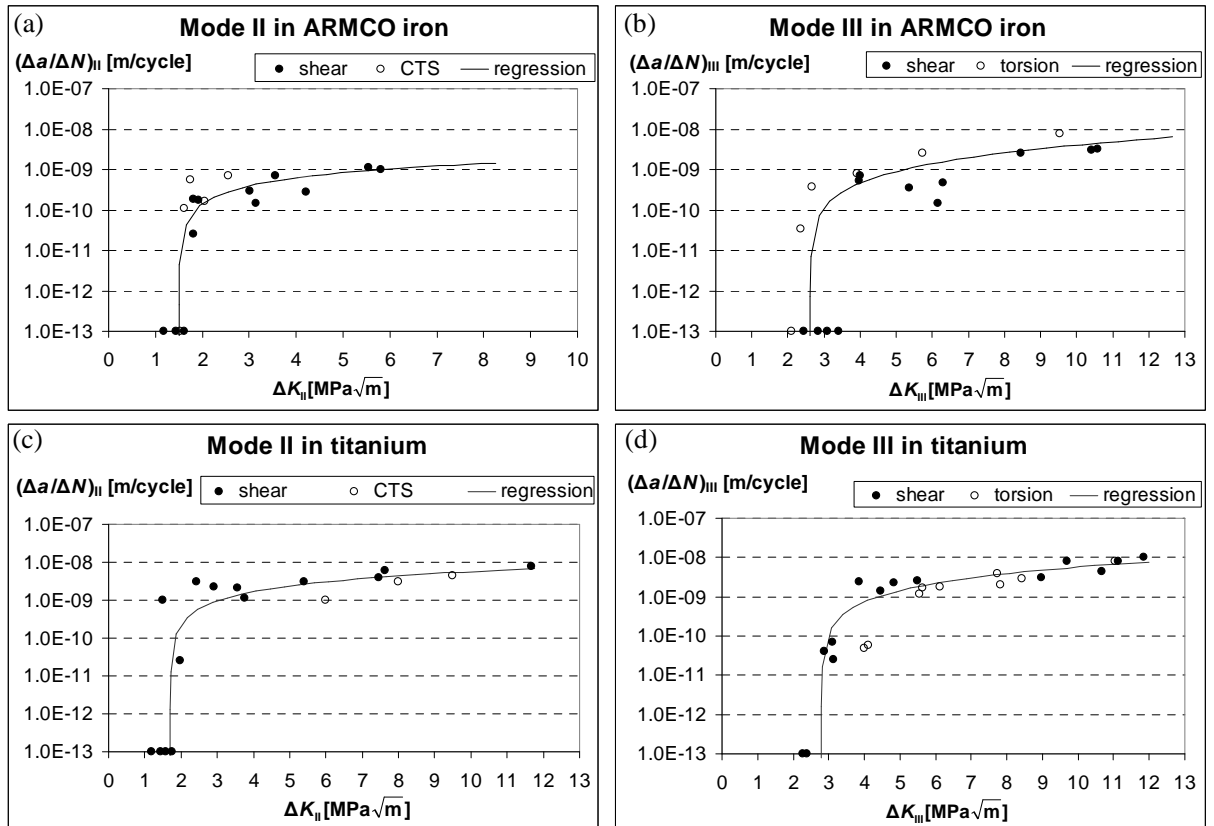 (a)
Mode II in ARMCO iron
(Δa/ΔN)II [m/cycle]
shear CTS regression
1.0E-07
1.0E-08
1.0E-09
1.0E-10
1.0E-11
1.0E-12
1.0E-13
0 1 2 3 4 5 6 7 8 9 10
ΔKII[MPa√m]
(b)
Mode III in ARMCO iron
(Δa/ΔN)III [m/cycle]
shear torsion regression
1.0E-07
1.0E-08
1.0E-09
1.0E-10
1.0E-11
1.0E-12
1.0E-13
0 1 2 3 4 5 6 7 8 9 10 11 12 13
ΔKIII[MPa√m]
(c)
Mode II in titanium
(Δa/ΔN)II [m/cycle]
shear CTS regression
1.0E-07
1.0E-08
1.0E-09
1.0E-10
1.0E-11
1.0E-12
1.0E-13
0 1 2 3 4 5 6 7 8 9 10 11 12 13
ΔKII[MPa√m]
(d)
Mode III in titanium
(Δa/ΔN)III [m/cycle]
shear torsion regression
1.0E-07
1.0E-08
1.0E-09
1.0E-10
1.0E-11
1.0E-12
1.0E-13
0 1 2 3 4 5 6 7 8 9 10 11 12 13
ΔKIII[MPa√m]